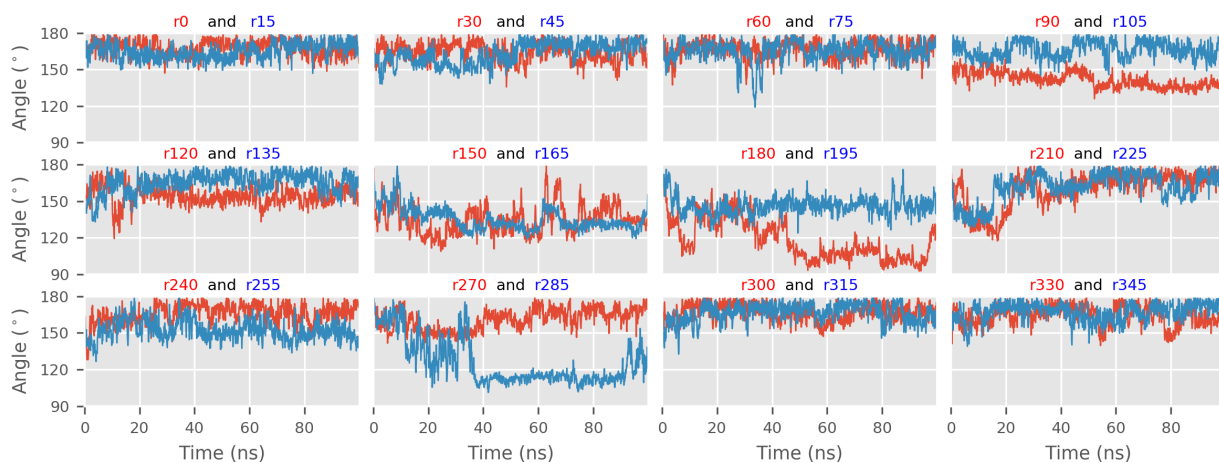 r0 and r15
r30 and r45
r60 and r75
r90 and r105
180
150
120
90
Angle (°)
r120 and r135
r150 and r165
r180 and r195
r210 and r225
180
150
120
90
Angle (°)
r240 and r255
r270 and r285
r300 and r315
r330 and r345
180
150
120
90
Angle (°)
0 20 40 60 80
0 20 40 60 80
0 20 40 60 80
0 20 40 60 80
Time (ns)
Time (ns)
Time (ns)
Time (ns)